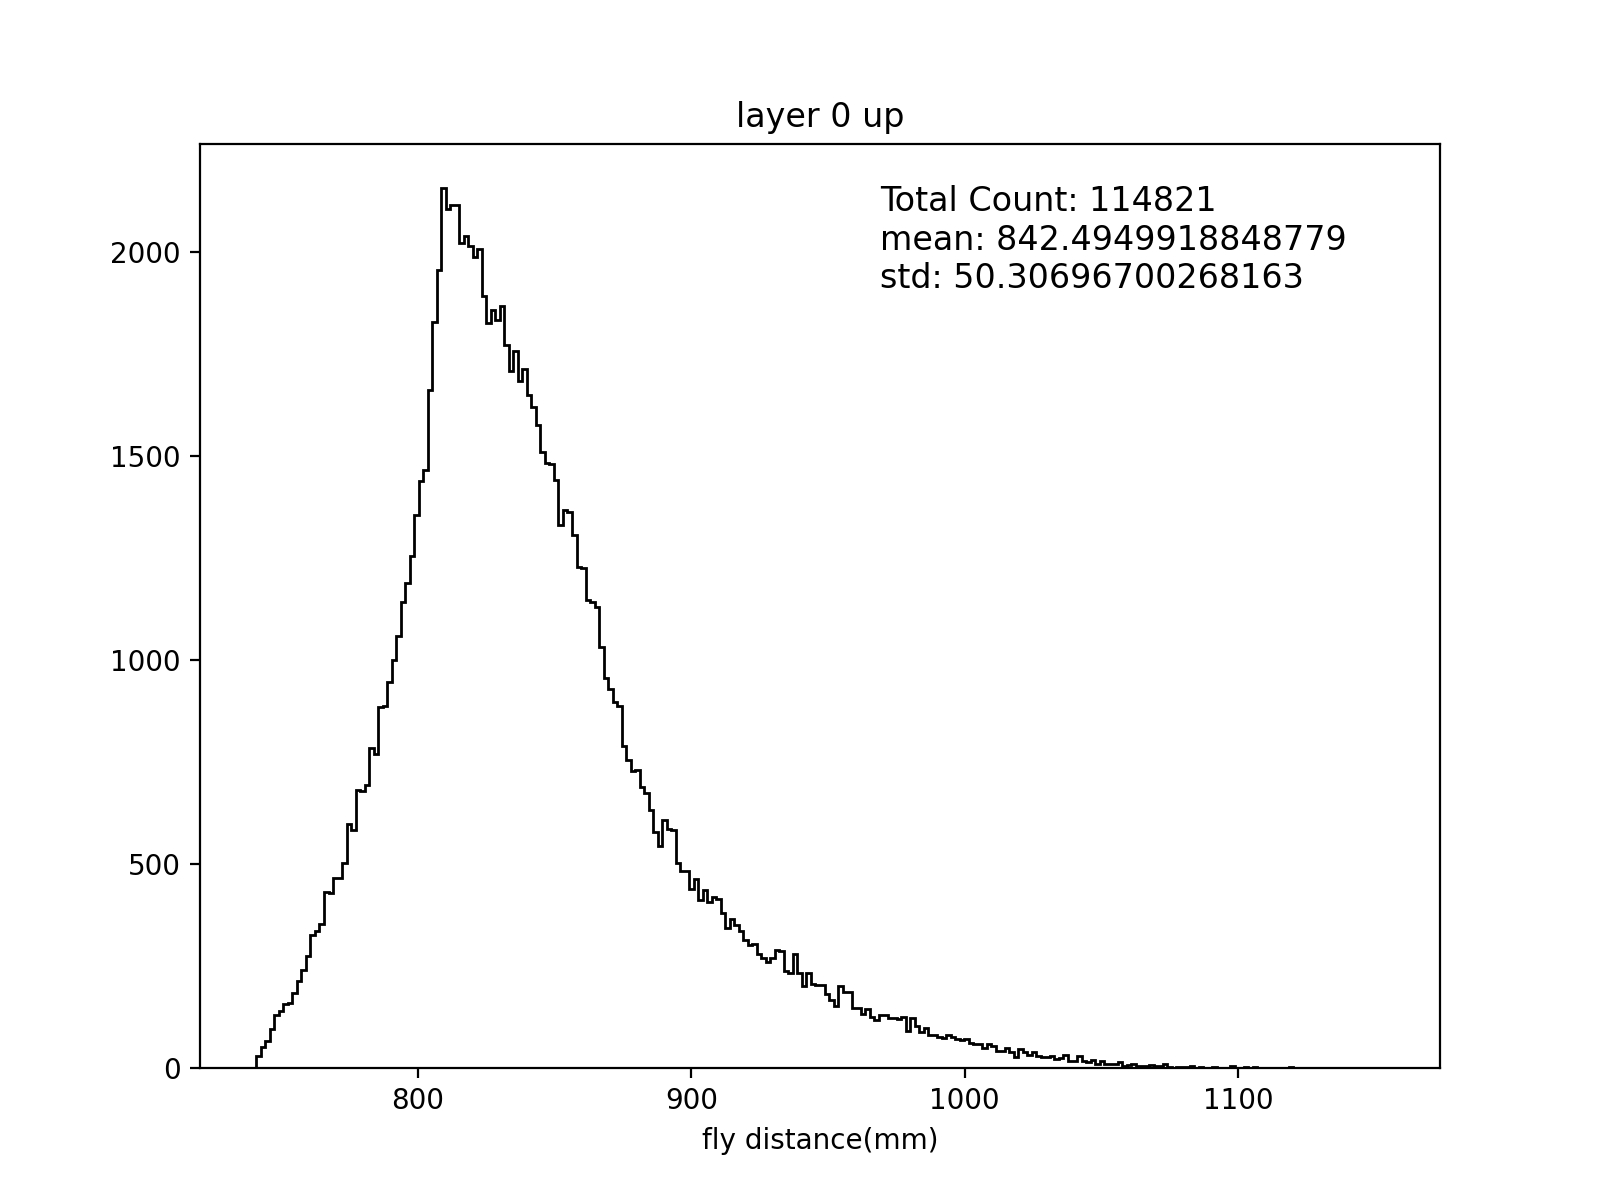 layer 0 up
Total Count: 114821
mean: 842.4949918848779
std: 50.30696700268163
2000
1500
1000
500
0
800 900 1000 1100
fly distance(mm)